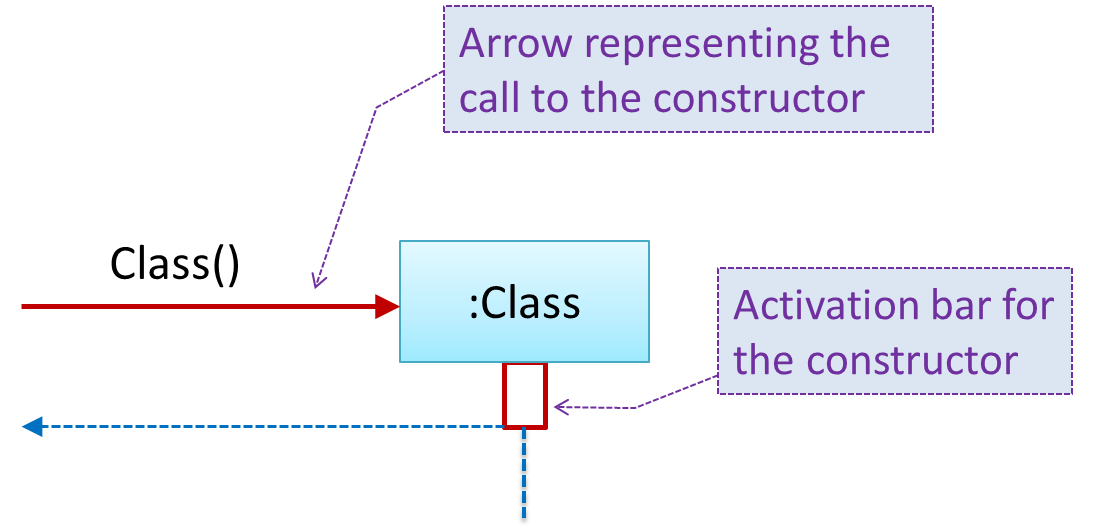 Arrow representing the
call to the constructor
Class()
:Class
Activation bar for
the constructor